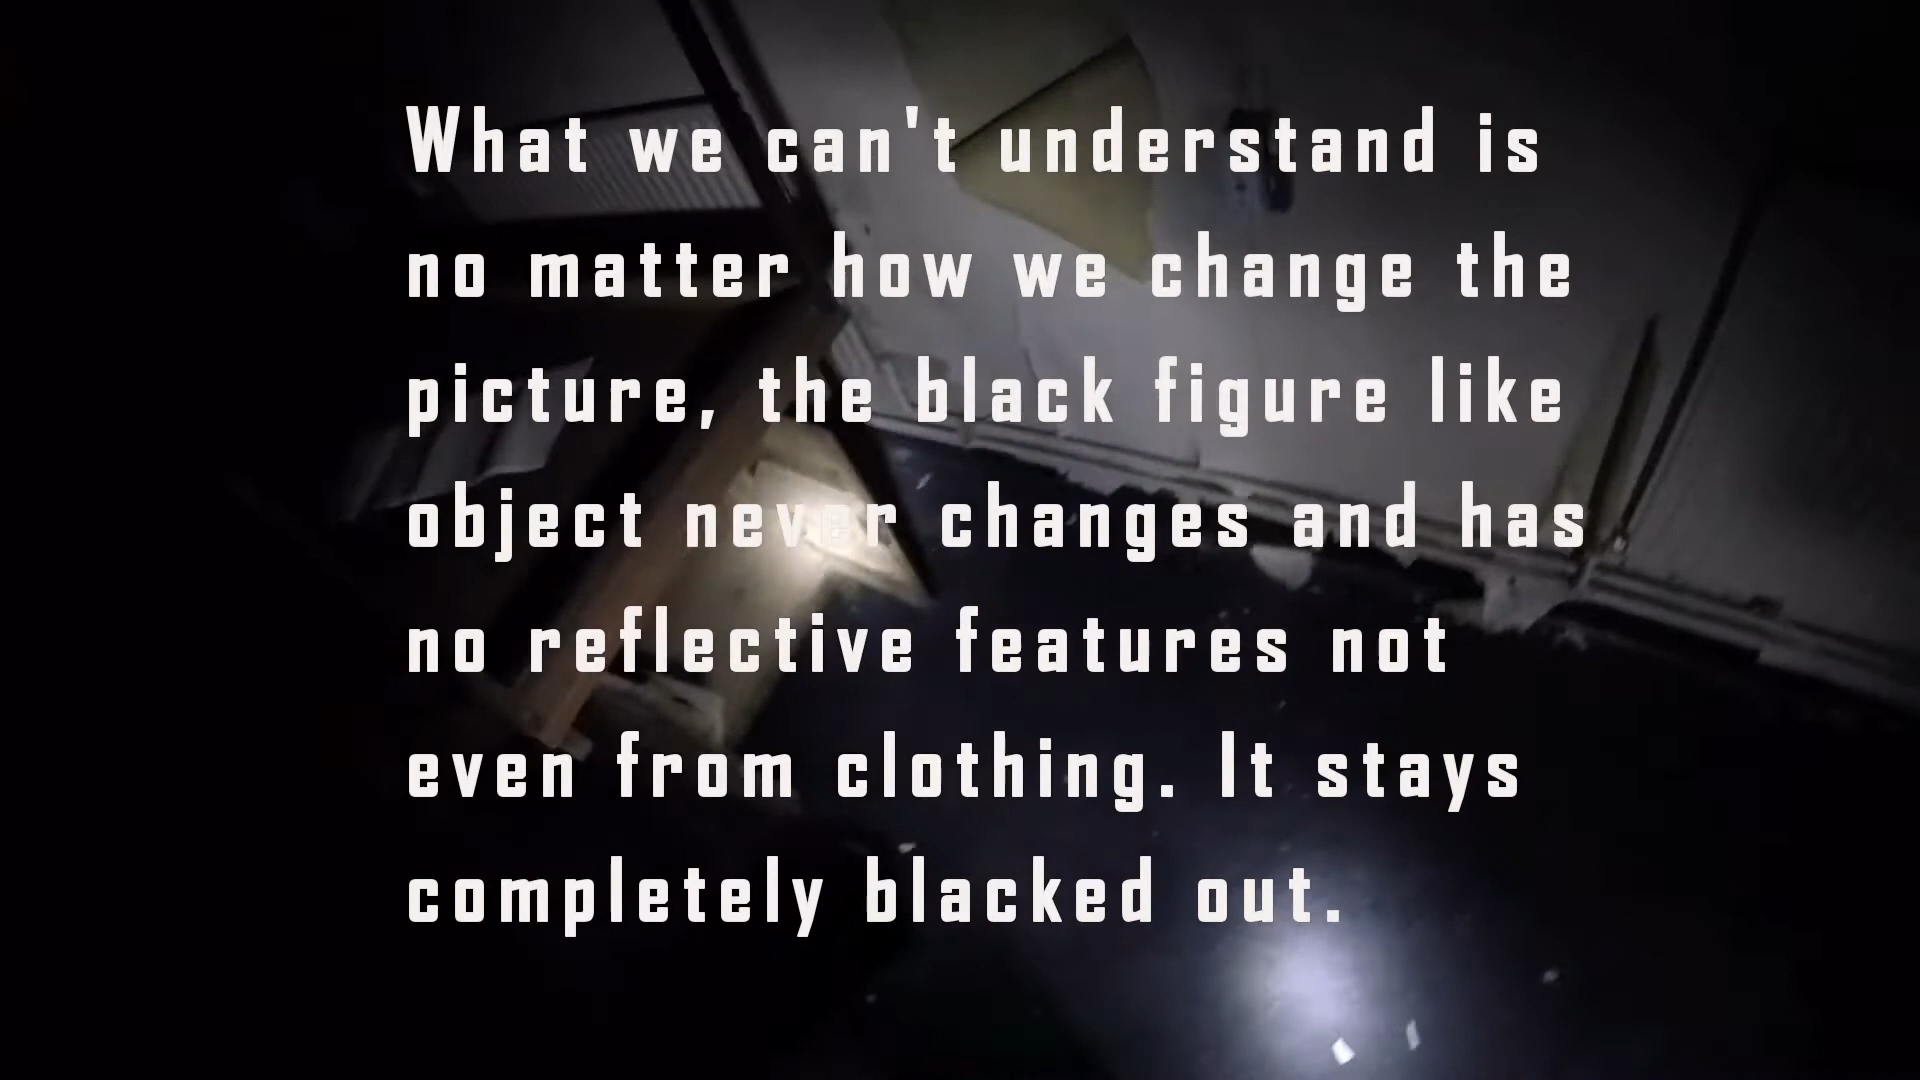 What we can't understand is
no matter how we change the
picture, the black figure like
object never changes and has
no reflective features not
even from clothing. It stays
completely blacked out.